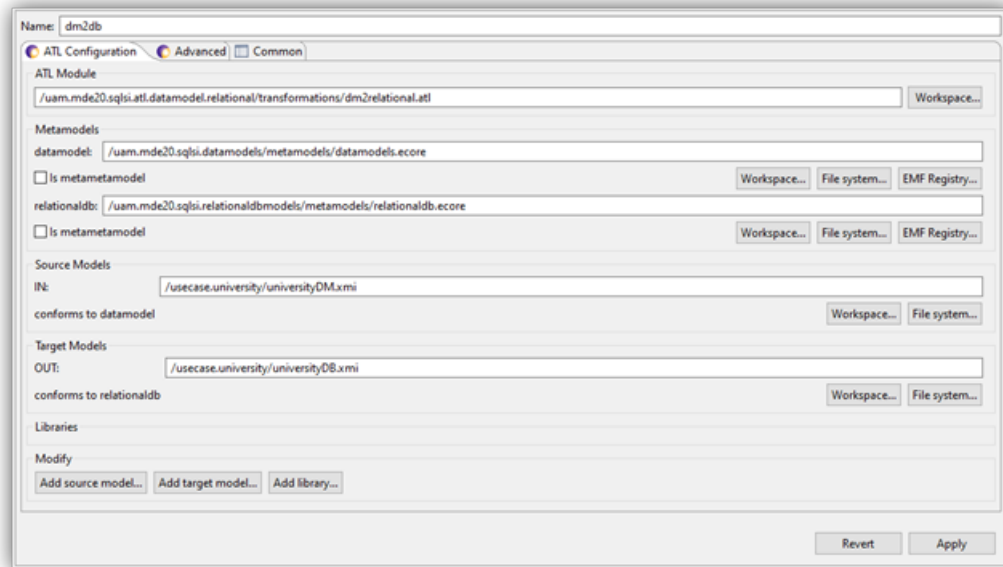 Name: dm2db
ATL Configuration Advanced Common
ATL Module
/uam.mde20.sqlsi.atl.datamodel.relational/transformations/dm2relational.atl Workspace...
Metamodels
datamodel: /uam.mde20.sqlsi.datamodels/metamodels/datamodels.ecore
Is metametamodel Workspace... File system... EMF Registry...
relationaldb: /uam.mde20.sqlsi.relationaldbmodels/metamodels/relationaldb.ecore
Is metametamodel Workspace... File system... EMF Registry...
Source Models
IN: /usecase.university/universityDM.xmi
conforms to datamodel Workspace... File system...
Target Models
OUT: /usecase.university/universityDB.xmi
conforms to relationaldb Workspace... File system...
Libraries
Modify
Add source model... Add target model... Add library...
Revert Apply